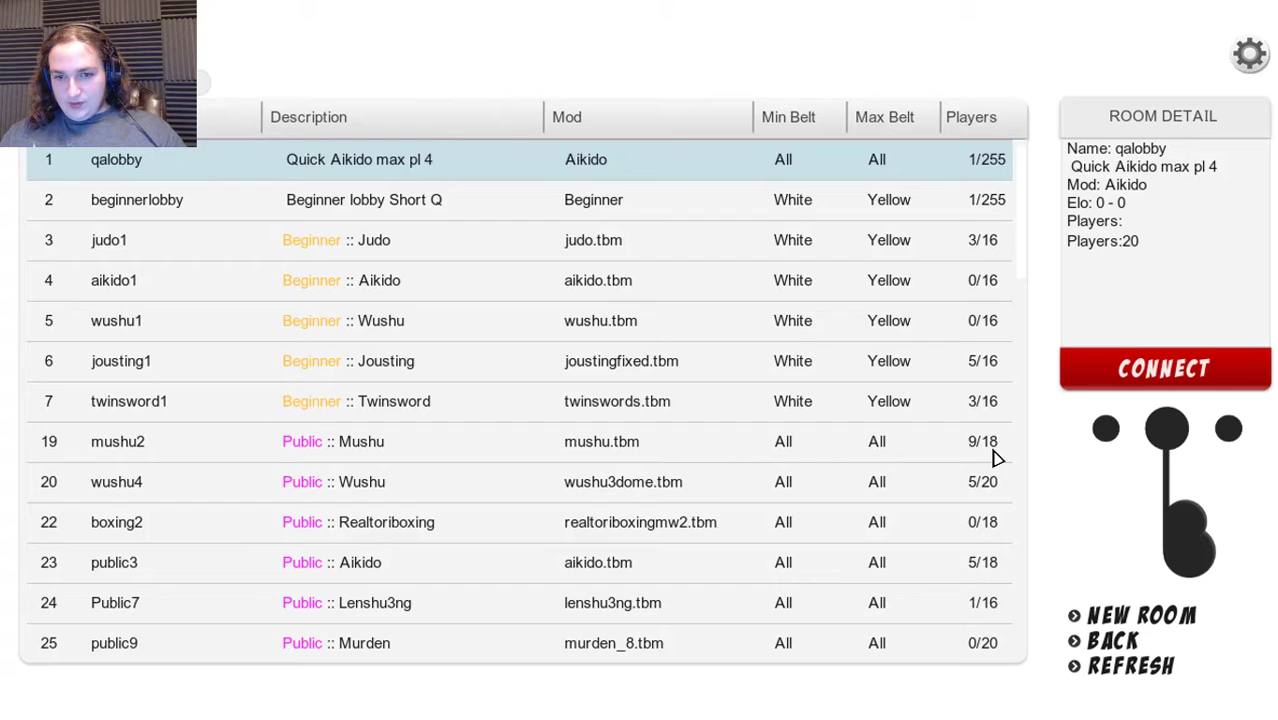 Description Mod Min Belt Max Belt Players
1 qalobby Quick Aikido max pl 4 Aikido All All 1/255
2 beginnerlobby Beginner lobby Short Q Beginner White Yellow 1/255
3 judo1 Beginner :: Judo judo.tbm White Yellow 3/16
4 aikido1 Beginner :: Aikido aikido.tbm White Yellow 0/16
5 wushu1 Beginner :: Wushu wushu.tbm White Yellow 0/16
6 jousting1 Beginner :: Jousting joustingfixed.tbm White Yellow 5/16
7 twinsword1 Beginner :: Twinsword twinswords.tbm White Yellow 3/16
19 mushu2 Public :: Mushu mushu.tbm All All 9/18
20 wushu4 Public :: Wushu wushu3dome.tbm All All 5/20
22 boxing2 Public :: Realtoriboxing realtoriboxingmw2.tbm All All 0/18
23 public3 Public :: Aikido aikido.tbm All All 5/18
24 Public7 Public :: Lenshu3ng lenshu3ng.tbm All All 1/16
25 public9 Public :: Murden murden_8.tbm All All 0/20
ROOM DETAIL
Name: qalobby
Quick Aikido max pl 4
Mod: Aikido
Elo: 0 - 0
Players:
Players:20
CONNECT
NEW ROOM
BACK
REFRESH